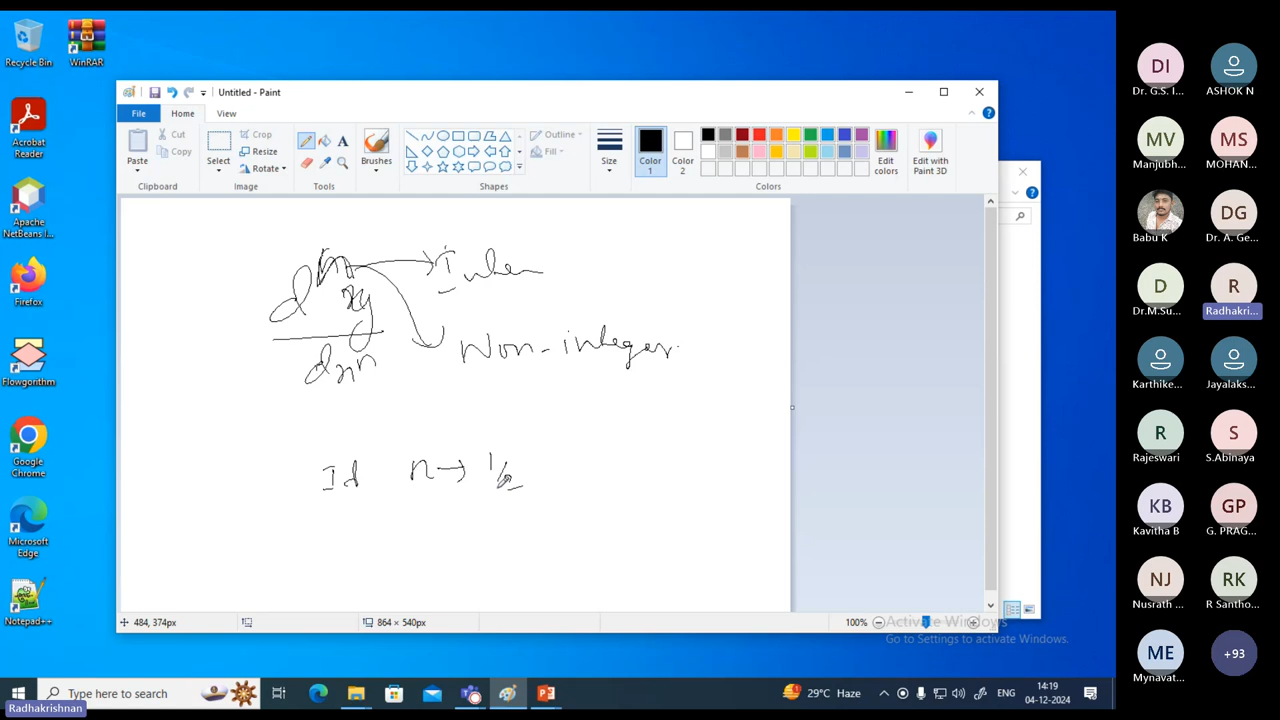 Recycle Bin
WinRAR
Acrobat Reader
Apache NetBeans I...
Firefox
Flowgorithm
Google Chrome
Microsoft Edge
Notepad++
Untitled - Paint
File Home View
Paste
Cut
Copy
Clipboard
Select
Crop
Resize
Rotate
Image
A
Tools
Brushes
Outline
Fill
Shapes
Size
Color 1
Color 2
Edit colors
Colors
Edit with Paint 3D
dⁿy
dxⁿ
Non-integer
n → 1/2
484, 374px
864 × 540px
100%
Activate Windows
Go to Settings to activate Windows.
Type here to search
29°C Haze
ENG
14:19
04-12-2024
Radhakrishnan
DI
Dr. G.S. I...
ASHOK N
MV
Manjubh...
MS
MOHAN...
Babu K
DG
Dr. A. Ge...
D
Dr.M.Su...
R
Radhakri...
Karthike...
Jayalaks...
R
Rajeswari
S
S.Abinaya
KB
Kavitha B
GP
G. PRAG...
NJ
Nusrath ...
RK
R Santho...
ME
Mynavat...
+93